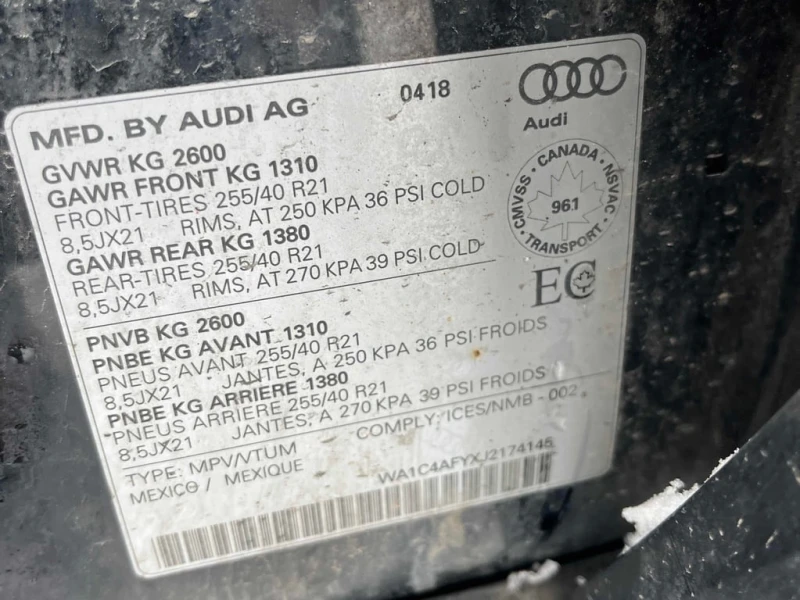 MFD. BY AUDI AG 0418
Audi
GVWR KG 2600
GAWR FRONT KG 1310
FRONT-TIRES 255/40 R21
8,5JX21 RIMS, AT 250 KPA 36 PSI COLD
GAWR REAR KG 1380
REAR-TIRES 255/40 R21
8,5JX21 RIMS, AT 270 KPA 39 PSI COLD
CMVSS · CANADA · NSVAC · TRANSPORT ·
961
EC
PNVB KG 2600
PNBE KG AVANT 1310
PNEUS AVANT 255/40 R21
8,5JX21 JANTES, A 250 KPA 36 PSI FROIDS
PNBE KG ARRIERE 1380
PNEUS ARRIERE 255/40 R21
8,5JX21 JANTES, A 270 KPA 39 PSI FROIDS
TYPE: MPV/VTUM COMPLY: ICES/NMB - 002
MEXICO / MEXIQUE
WA1C4AFYXJ2174145